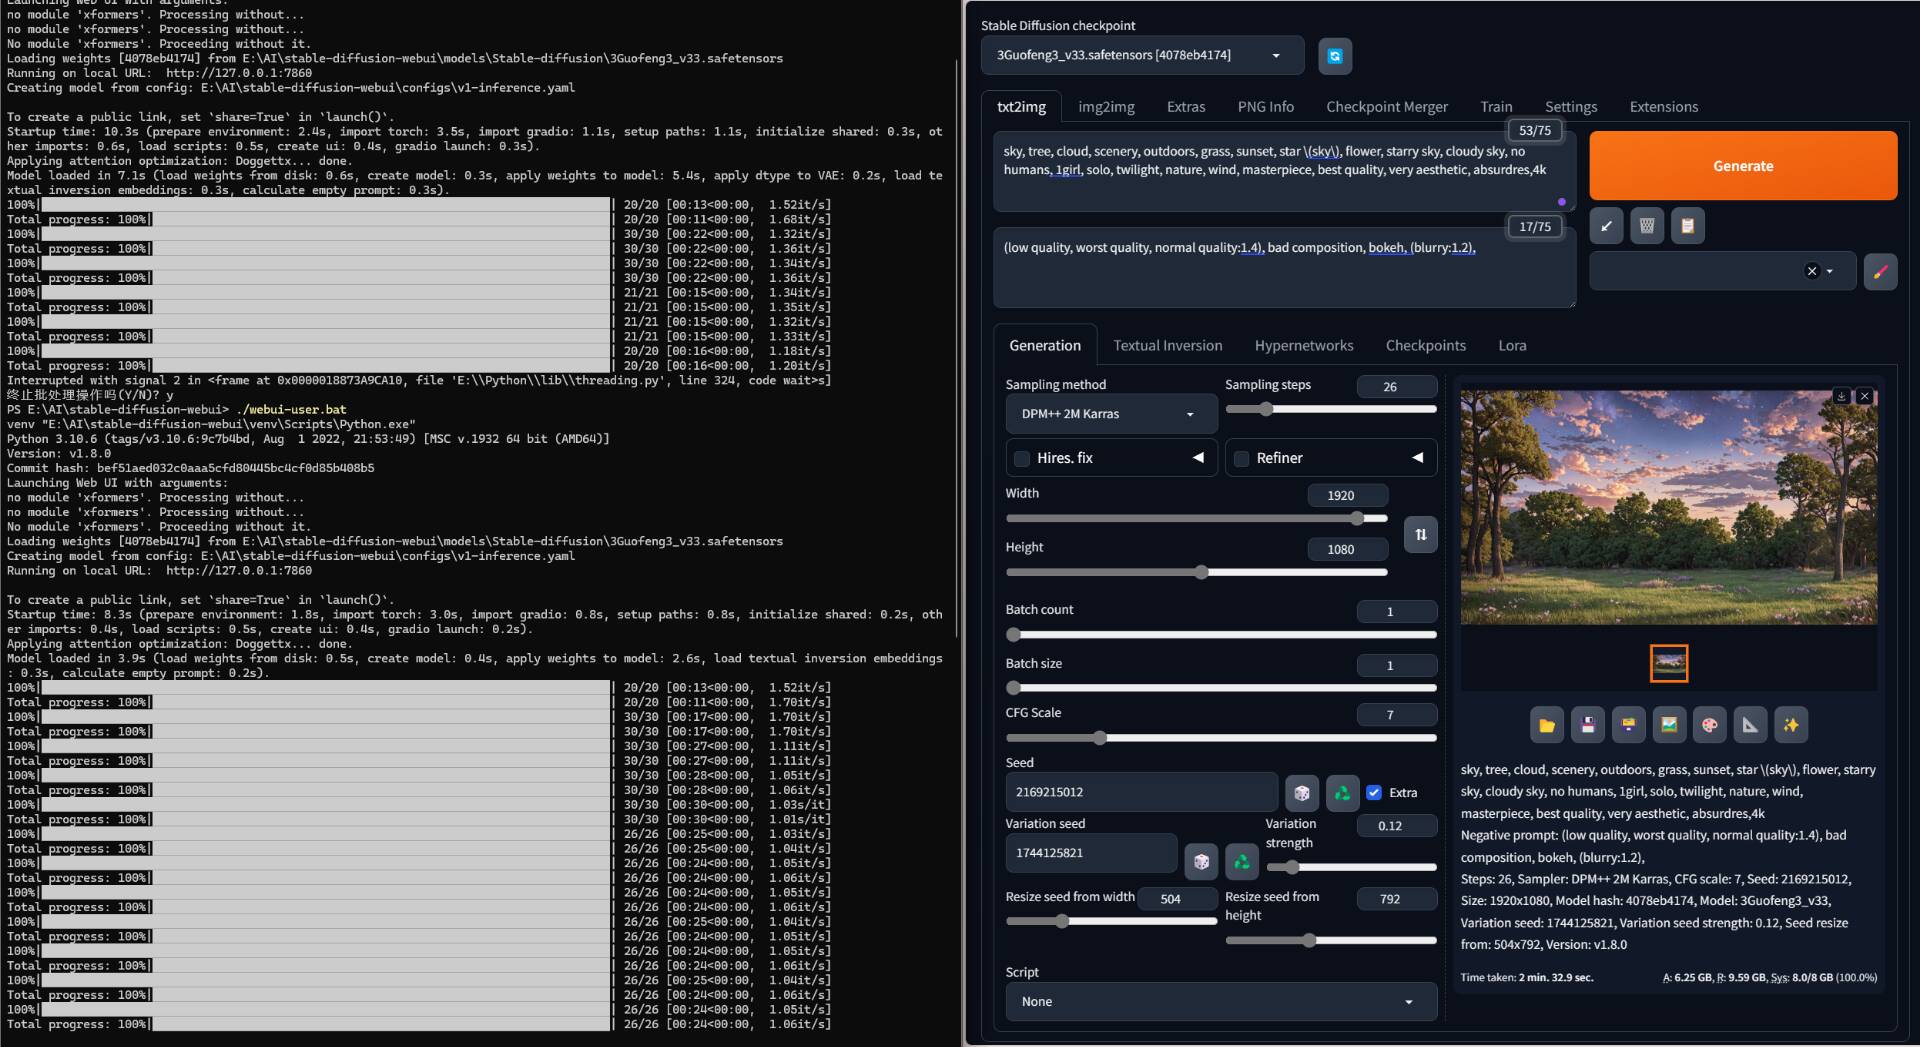 Launching Web UI with arguments:
no module 'xformers'. Processing without...
no module 'xformers'. Processing without...
No module 'xformers'. Proceeding without it.
Loading weights [4078eb4174] from E:\AI\stable-diffusion-webui\models\Stable-diffusion\3Guofeng3_v33.safetensors
Running on local URL:  http://127.0.0.1:7860
Creating model from config: E:\AI\stable-diffusion-webui\configs\v1-inference.yaml
To create a public link, set `share=True` in `launch()`.
Startup time: 10.3s (prepare environment: 2.4s, import torch: 3.5s, import gradio: 1.1s, setup paths: 1.1s, initialize shared: 0.3s, ot
her imports: 0.6s, load scripts: 0.5s, create ui: 0.4s, gradio launch: 0.3s).
Applying attention optimization: Doggettx... done.
Model loaded in 7.1s (load weights from disk: 0.6s, create model: 0.3s, apply weights to model: 5.4s, apply dtype to VAE: 0.2s, load te
xtual inversion embeddings: 0.3s, calculate empty prompt: 0.3s).
100%| | 20/20 [00:13<00:00,  1.52it/s]
Total progress: 100%| | 20/20 [00:11<00:00,  1.68it/s]
100%| | 30/30 [00:22<00:00,  1.32it/s]
Total progress: 100%| | 30/30 [00:22<00:00,  1.36it/s]
100%| | 30/30 [00:22<00:00,  1.34it/s]
Total progress: 100%| | 30/30 [00:22<00:00,  1.36it/s]
100%| | 21/21 [00:15<00:00,  1.34it/s]
Total progress: 100%| | 21/21 [00:15<00:00,  1.35it/s]
100%| | 21/21 [00:15<00:00,  1.32it/s]
Total progress: 100%| | 21/21 [00:15<00:00,  1.33it/s]
100%| | 20/20 [00:16<00:00,  1.18it/s]
Total progress: 100%| | 20/20 [00:16<00:00,  1.20it/s]
Interrupted with signal 2 in <frame at 0x0000018873A9CA10, file 'E:\\Python\\lib\\threading.py', line 324, code wait>s]
终止批处理操作吗(Y/N)? y
PS E:\AI\stable-diffusion-webui> ./webui-user.bat
venv "E:\AI\stable-diffusion-webui\venv\Scripts\Python.exe"
Python 3.10.6 (tags/v3.10.6:9c7b4bd, Aug  1 2022, 21:53:49) [MSC v.1932 64 bit (AMD64)]
Version: v1.8.0
Commit hash: bef51aed032c0aaa5cfd80445bc4cf0d85b408b5
Launching Web UI with arguments:
no module 'xformers'. Processing without...
no module 'xformers'. Processing without...
No module 'xformers'. Proceeding without it.
Loading weights [4078eb4174] from E:\AI\stable-diffusion-webui\models\Stable-diffusion\3Guofeng3_v33.safetensors
Creating model from config: E:\AI\stable-diffusion-webui\configs\v1-inference.yaml
Running on local URL:  http://127.0.0.1:7860
To create a public link, set `share=True` in `launch()`.
Startup time: 8.3s (prepare environment: 1.8s, import torch: 3.0s, import gradio: 0.8s, setup paths: 0.8s, initialize shared: 0.2s, oth
er imports: 0.4s, load scripts: 0.5s, create ui: 0.4s, gradio launch: 0.2s).
Applying attention optimization: Doggettx... done.
Model loaded in 3.9s (load weights from disk: 0.5s, create model: 0.4s, apply weights to model: 2.6s, load textual inversion embeddings
: 0.3s, calculate empty prompt: 0.2s).
100%| | 20/20 [00:13<00:00,  1.52it/s]
Total progress: 100%| | 20/20 [00:11<00:00,  1.70it/s]
100%| | 30/30 [00:17<00:00,  1.70it/s]
Total progress: 100%| | 30/30 [00:17<00:00,  1.70it/s]
100%| | 30/30 [00:27<00:00,  1.11it/s]
Total progress: 100%| | 30/30 [00:27<00:00,  1.11it/s]
100%| | 30/30 [00:28<00:00,  1.05it/s]
Total progress: 100%| | 30/30 [00:28<00:00,  1.06it/s]
100%| | 30/30 [00:30<00:00,  1.03s/it]
Total progress: 100%| | 30/30 [00:30<00:00,  1.01s/it]
100%| | 26/26 [00:25<00:00,  1.03it/s]
Total progress: 100%| | 26/26 [00:25<00:00,  1.04it/s]
100%| | 26/26 [00:24<00:00,  1.05it/s]
Total progress: 100%| | 26/26 [00:24<00:00,  1.06it/s]
100%| | 26/26 [00:24<00:00,  1.05it/s]
Total progress: 100%| | 26/26 [00:24<00:00,  1.06it/s]
100%| | 26/26 [00:25<00:00,  1.04it/s]
Total progress: 100%| | 26/26 [00:24<00:00,  1.05it/s]
100%| | 26/26 [00:24<00:00,  1.05it/s]
Total progress: 100%| | 26/26 [00:24<00:00,  1.06it/s]
100%| | 26/26 [00:25<00:00,  1.04it/s]
Total progress: 100%| | 26/26 [00:24<00:00,  1.06it/s]
100%| | 26/26 [00:24<00:00,  1.05it/s]
Total progress: 100%| | 26/26 [00:24<00:00,  1.06it/s]
Stable Diffusion checkpoint
3Guofeng3_v33.safetensors [4078eb4174]
txt2img img2img Extras PNG Info Checkpoint Merger Train Settings Extensions
53/75
sky, tree, cloud, scenery, outdoors, grass, sunset, star \(sky\), flower, starry sky, cloudy sky, no
humans, 1girl, solo, twilight, nature, wind, masterpiece, best quality, very aesthetic, absurdres,4k
Generate
17/75
(low quality, worst quality, normal quality:1.4), bad composition, bokeh, (blurry:1.2),
Generation Textual Inversion Hypernetworks Checkpoints Lora
Sampling method
DPM++ 2M Karras
Sampling steps 26
Hires. fix
Refiner
Width 1920
Height 1080
Batch count 1
Batch size 1
CFG Scale 7
Seed
2169215012
Extra
Variation seed
1744125821
Variation
strength
0.12
Resize seed from width 504
Resize seed from
height
792
Script
None
sky, tree, cloud, scenery, outdoors, grass, sunset, star \(sky\), flower, starry
sky, cloudy sky, no humans, 1girl, solo, twilight, nature, wind,
masterpiece, best quality, very aesthetic, absurdres,4k
Negative prompt: (low quality, worst quality, normal quality:1.4), bad
composition, bokeh, (blurry:1.2),
Steps: 26, Sampler: DPM++ 2M Karras, CFG scale: 7, Seed: 2169215012,
Size: 1920x1080, Model hash: 4078eb4174, Model: 3Guofeng3_v33,
Variation seed: 1744125821, Variation seed strength: 0.12, Seed resize
from: 504x792, Version: v1.8.0
Time taken: 2 min. 32.9 sec.
A: 6.25 GB, R: 9.59 GB, Sys: 8.0/8 GB (100.0%)